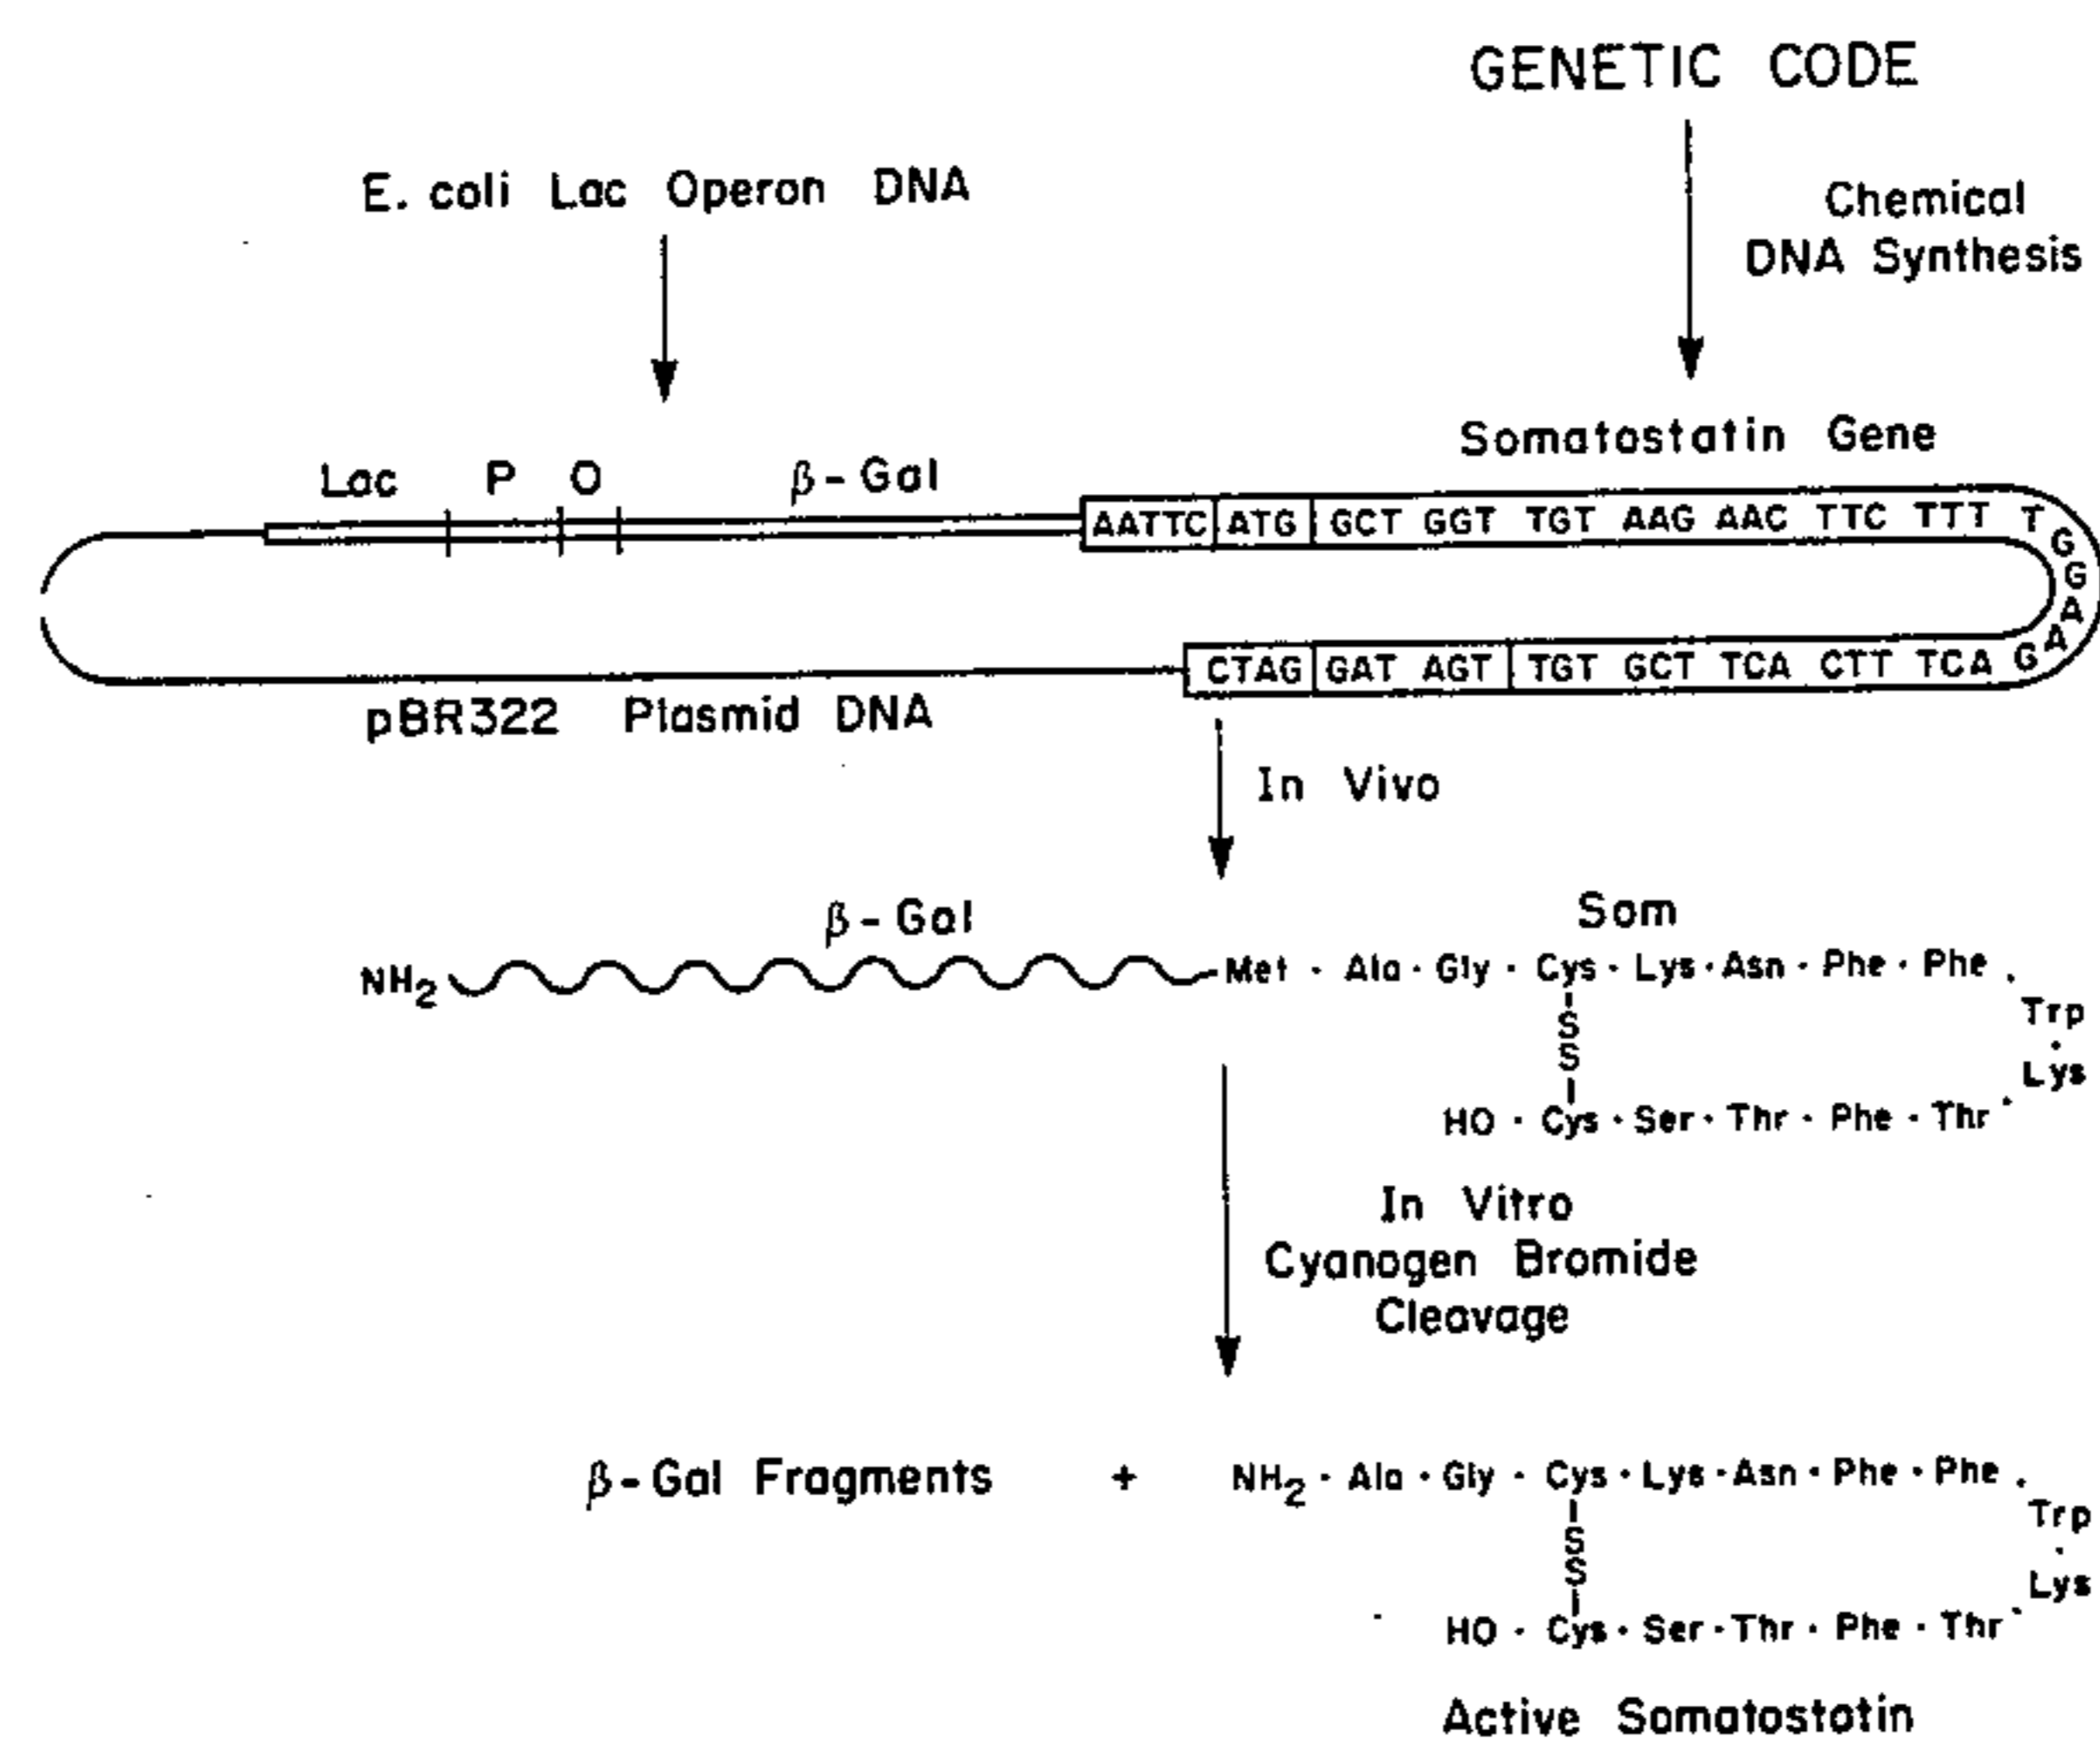 GENETIC CODE
Chemical
DNA Synthesis
E. coli Lac Operon DNA
Somatostatin Gene
Lac P O β-Gal
AATTC ATG GCT GGT TGT AAG AAC TTC TTT T
G
G
A
A
G
CTAG GAT AGT TGT GCT TCA CTT TCA
pBR322 Plasmid DNA
In Vivo
β-Gal
Som
NH2 Met · Ala · Gly · Cys · Lys · Asn · Phe · Phe ·
Trp
·
Lys
S
S
HO · Cys · Ser · Thr · Phe · Thr ·
In Vitro
Cyanogen Bromide
Cleavage
β-Gal Fragments + NH2 · Ala · Gly · Cys · Lys · Asn · Phe · Phe ·
Trp
·
Lys
S
S
HO · Cys · Ser · Thr · Phe · Thr ·
Active Somatostatin